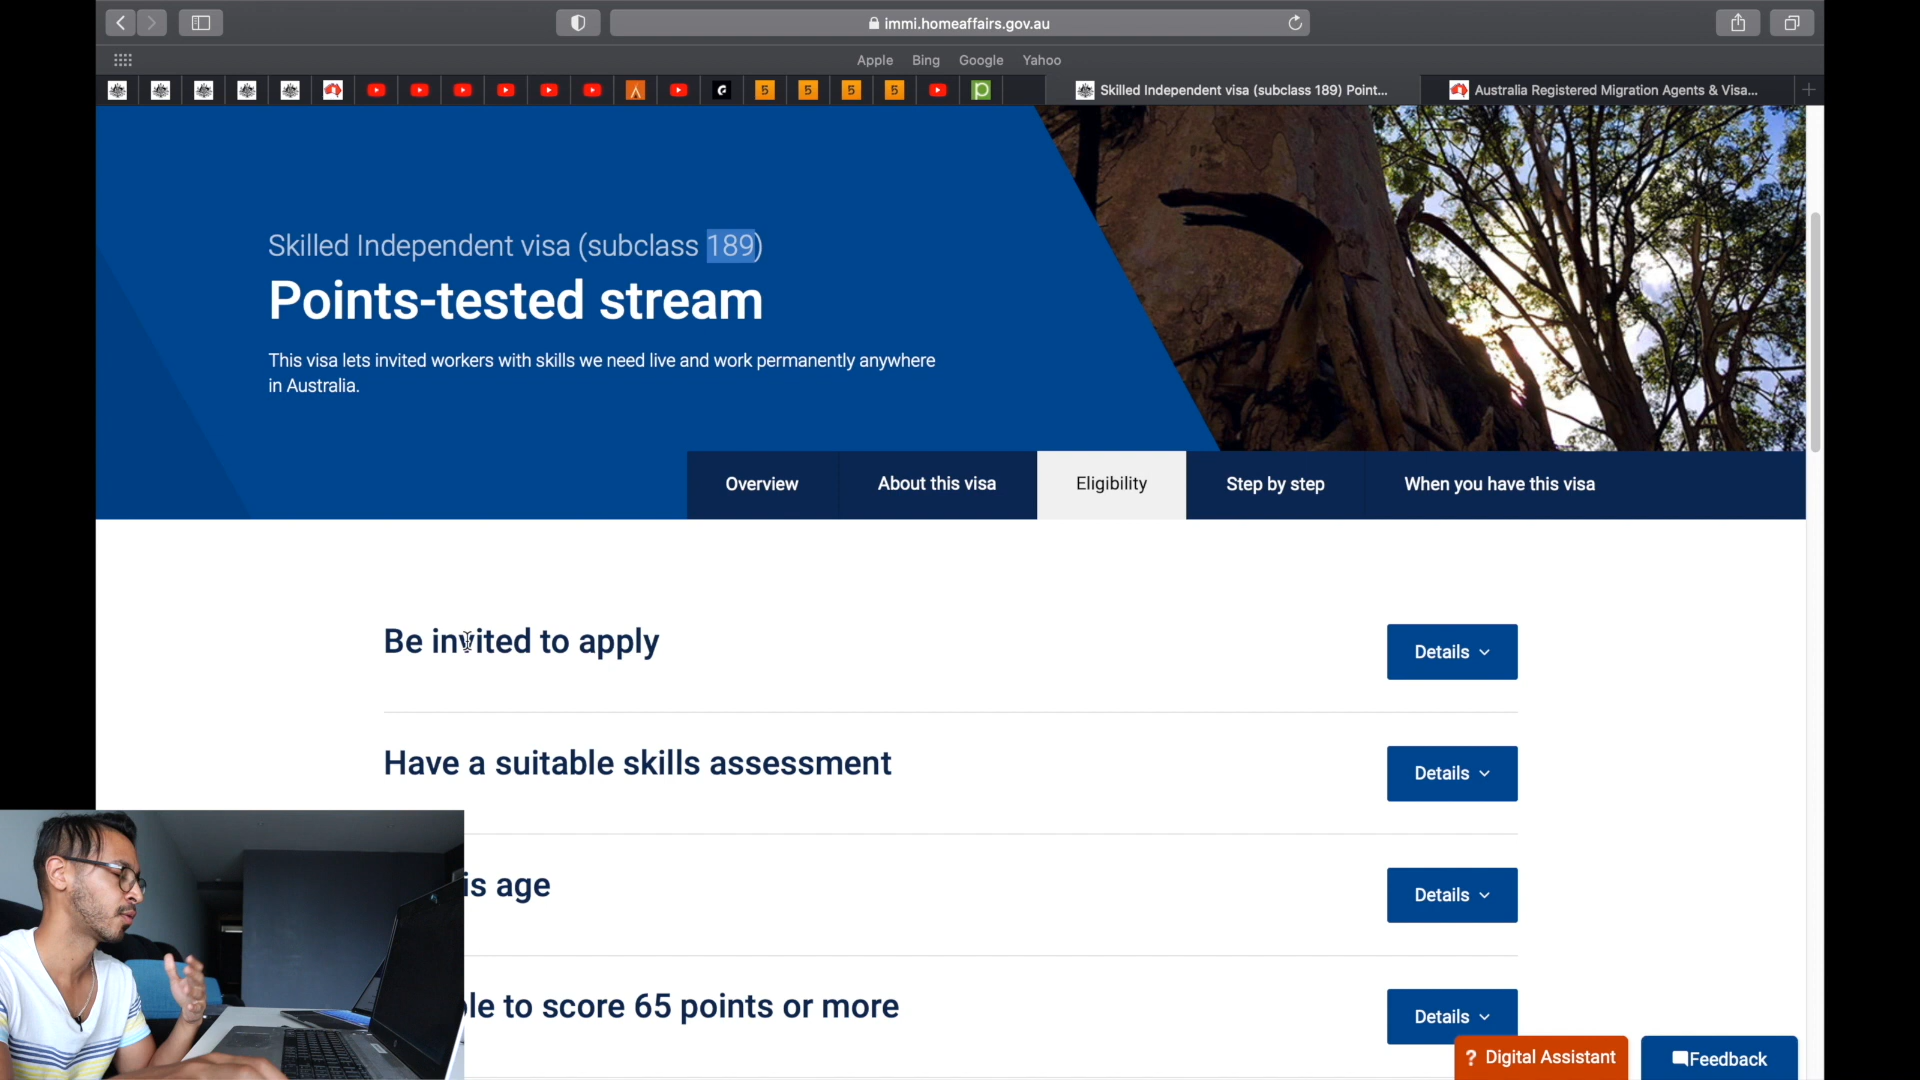 immi.homeaffairs.gov.au
Apple Bing Google Yahoo
5 5 5 5
Skilled Independent visa (subclass 189) Point...
Australia Registered Migration Agents & Visa...
Skilled Independent visa (subclass 189)
Points-tested stream
This visa lets invited workers with skills we need live and work permanently anywhere
in Australia.
Overview About this visa Eligibility Step by step When you have this visa
Be invited to apply
Details
Have a suitable skills assessment
Details
is age
Details
le to score 65 points or more
Details
? Digital Assistant
Feedback